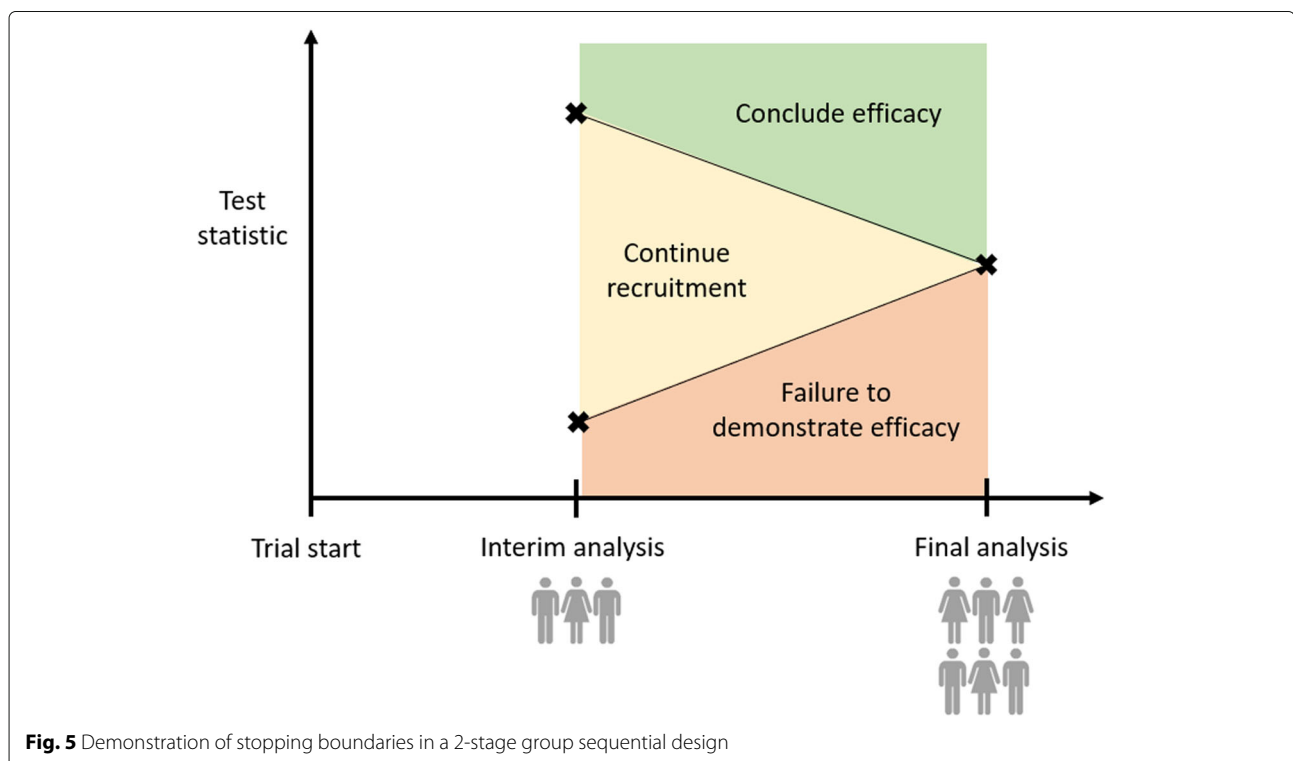 Conclude efficacy
Test
statistic
Continue
recruitment
Failure to
demonstrate efficacy
Trial start
Interim analysis
Final analysis
Fig. 5 Demonstration of stopping boundaries in a 2-stage group sequential design